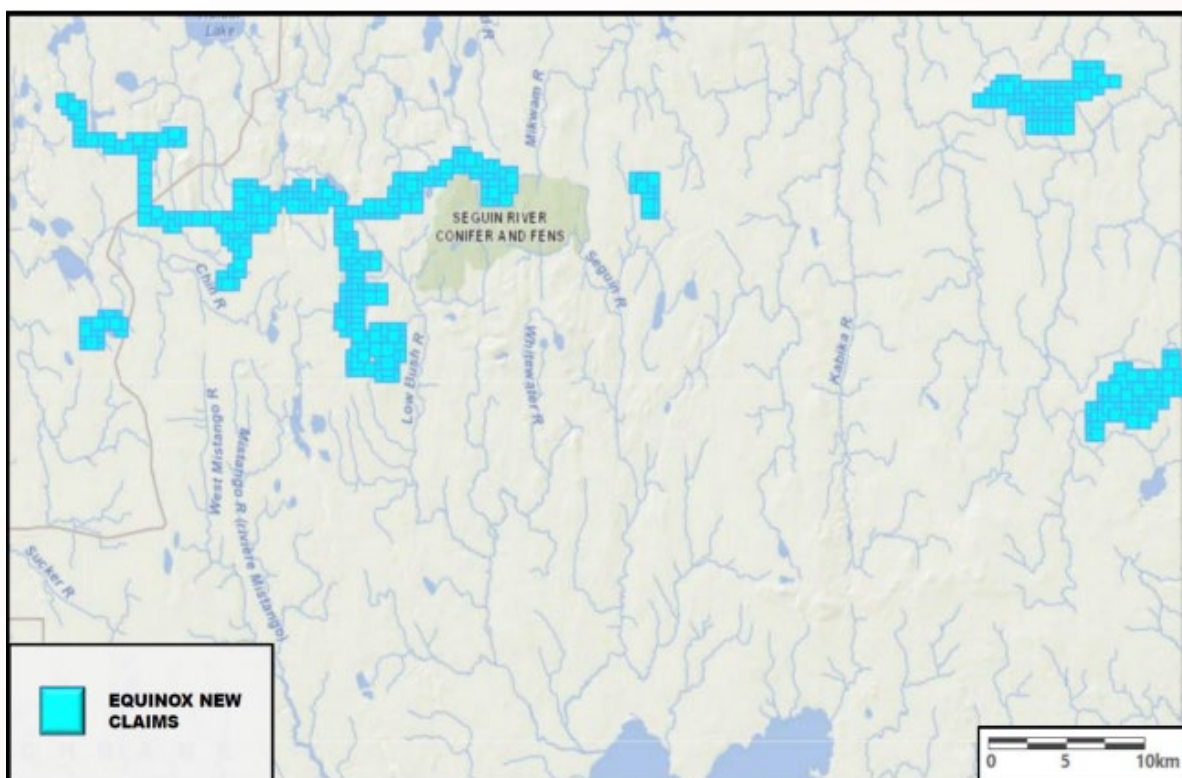 Lake
Mikwam R
SEGUIN RIVER
CONIFER AND FENS
Chin R
Seguin R
Low Bush R
Whitewater R
Kabika R
West Mistango R
Mistango R (rivière Mistango)
Sucker R
EQUINOX NEW
CLAIMS
0 5 10km